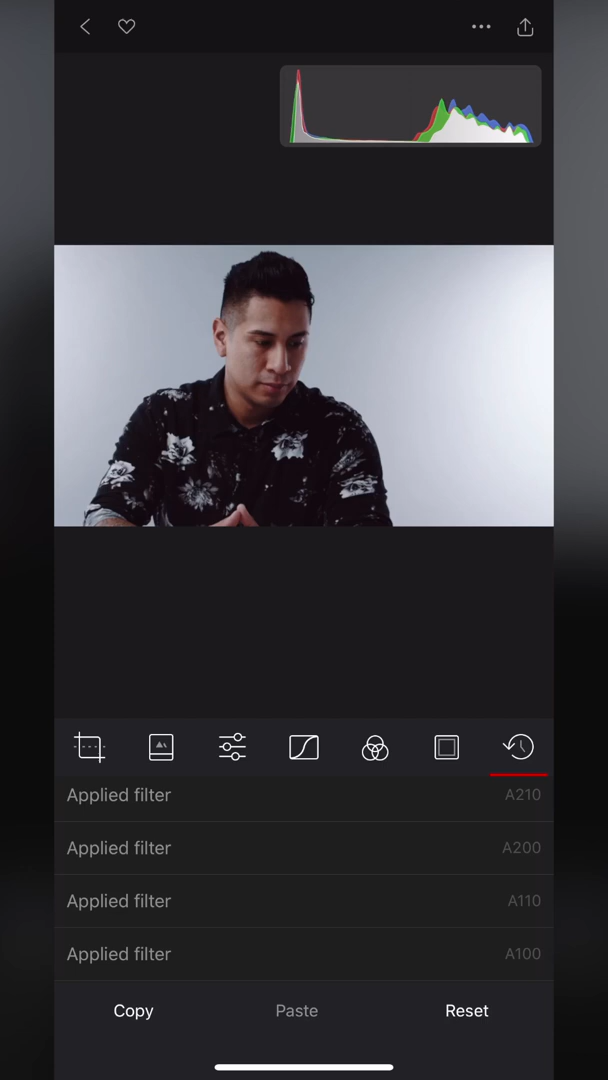 Applied filter A210
Applied filter A200
Applied filter A110
Applied filter A100
Copy Paste Reset